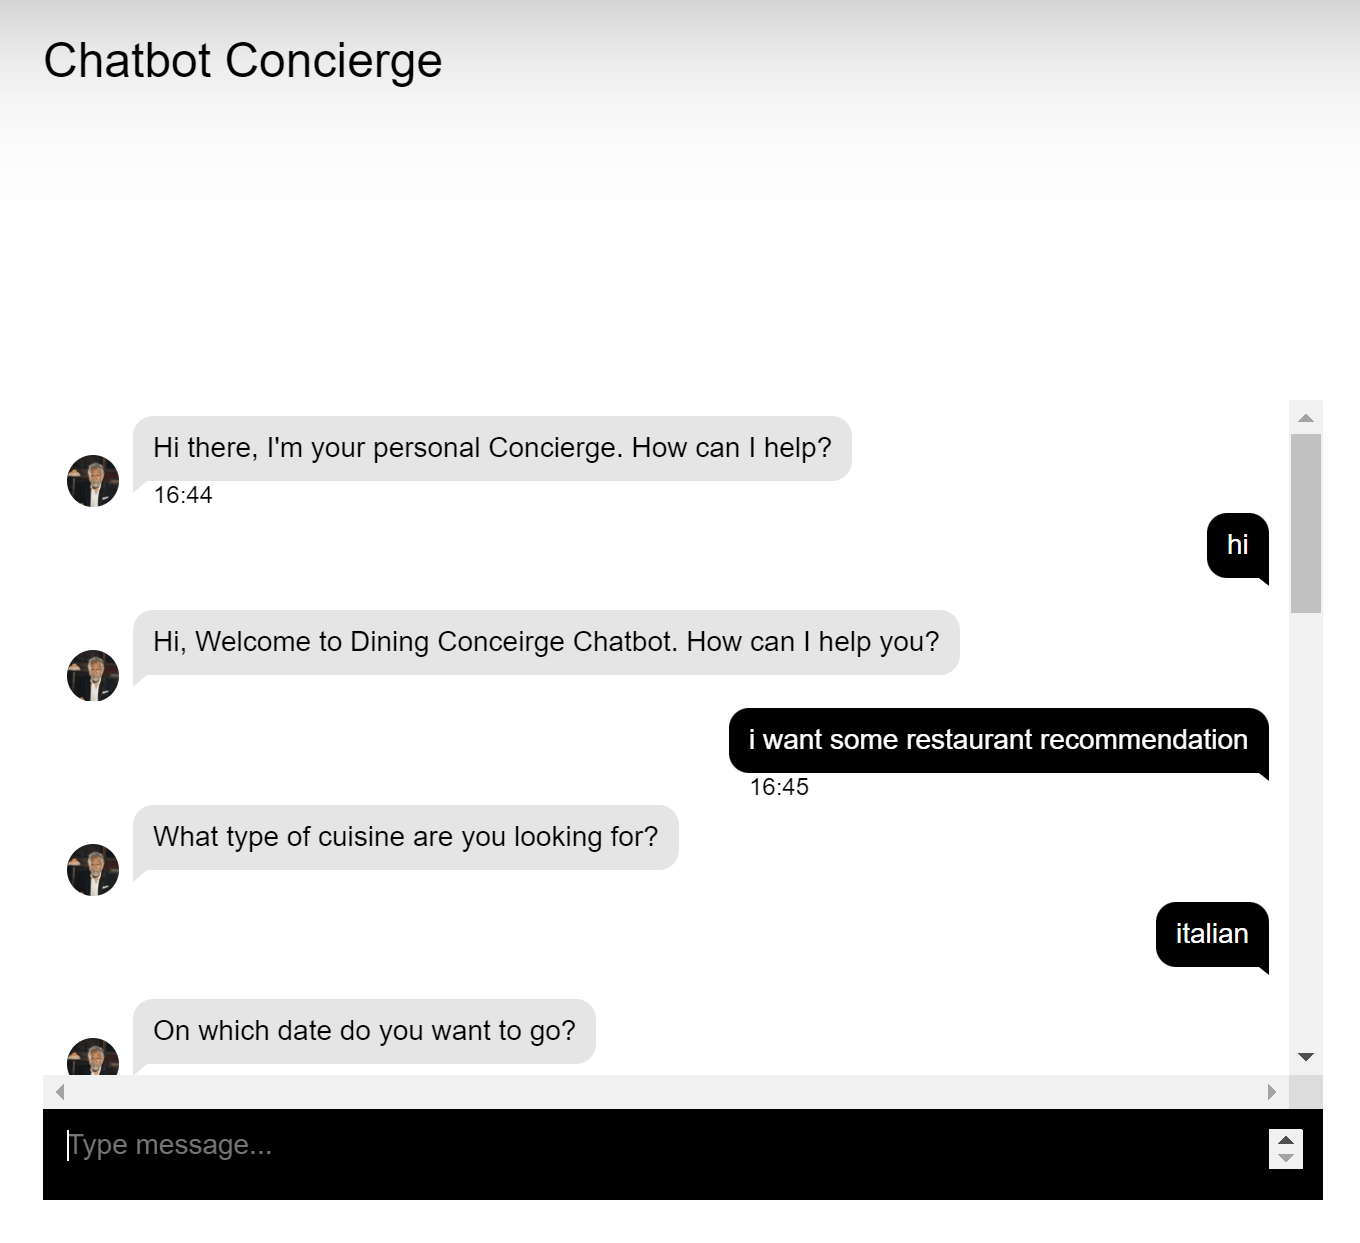 Chatbot Concierge
Hi there, I'm your personal Concierge. How can I help?
16:44
hi
Hi, Welcome to Dining Conceirge Chatbot. How can I help you?
i want some restaurant recommendation
16:45
What type of cuisine are you looking for?
italian
On which date do you want to go?
Type message...